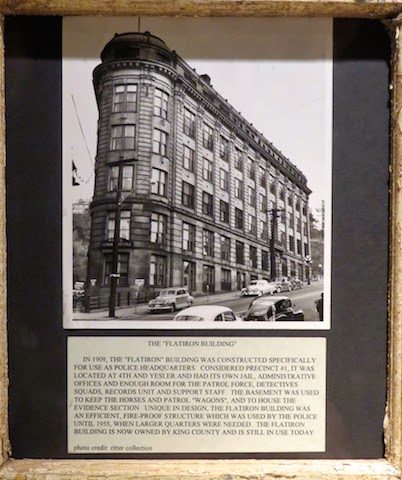 THE "FLATIRON BUILDING"
IN 1909, THE "FLATIRON" BUILDING WAS CONSTRUCTED SPECIFICALLY
FOR USE AS POLICE HEADQUARTERS. CONSIDERED PRECINCT #1, IT WAS
LOCATED AT 4TH AND YESLER AND HAD ITS OWN JAIL, ADMINISTRATIVE
OFFICES AND ENOUGH ROOM FOR THE PATROL FORCE, DETECTIVES
SQUADS, RECORDS UNIT AND SUPPORT STAFF THE BASEMENT WAS USED
TO KEEP THE HORSES AND PATROL "WAGONS", AND TO HOUSE THE
EVIDENCE SECTION UNIQUE IN DESIGN, THE FLATIRON BUILDING WAS
AN EFFICIENT, FIRE-PROOF STRUCTURE WHICH WAS USED BY THE POLICE
UNTIL 1955, WHEN LARGER QUARTERS WERE NEEDED. THE FLATIRON
BUILDING IS NOW OWNED BY KING COUNTY AND IS STILL IN USE TODAY
photo credit: ritter collection